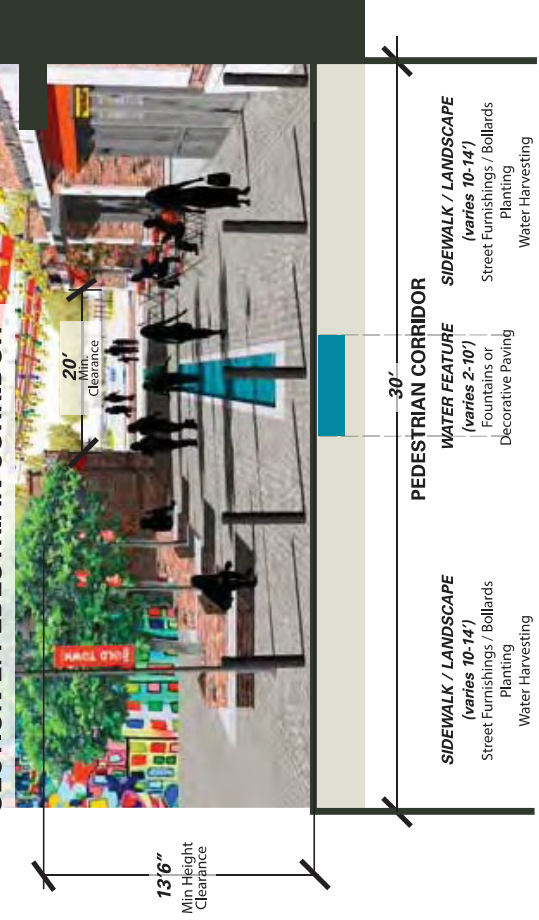 20'
Min.
Clearance
BOLD TOWN
13'6"
Min Height
Clearance
30'
PEDESTRIAN CORRIDOR
SIDEWALK / LANDSCAPE
(varies 10-14')
Street Furnishings / Bollards
Planting
Water Harvesting
WATER FEATURE
(varies 2-10')
Fountains or
Decorative Paving
SIDEWALK / LANDSCAPE
(varies 10-14')
Street Furnishings / Bollards
Planting
Water Harvesting